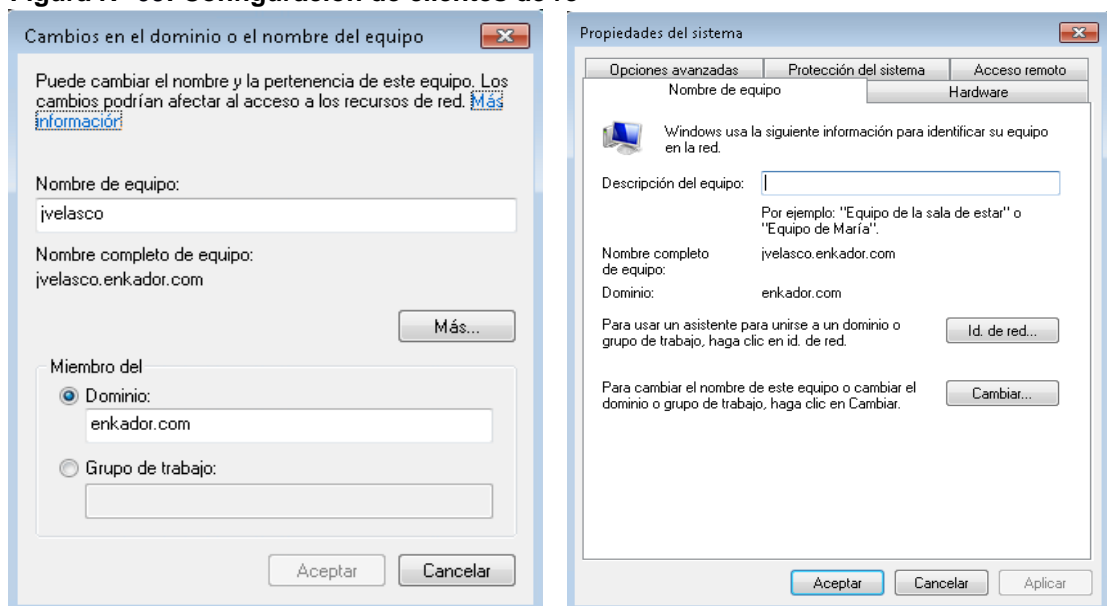 Cambios en el dominio o el nombre del equipo
Puede cambiar el nombre y la pertenencia de este equipo. Los
cambios podrían afectar al acceso a los recursos de red. Más
información
Nombre de equipo:
jvelasco
Nombre completo de equipo:
jvelasco.enkador.com
Más...
Miembro del
Dominio:
enkador.com
Grupo de trabajo:
Aceptar
Cancelar
Propiedades del sistema
Opciones avanzadas
Protección del sistema
Acceso remoto
Nombre de equipo
Hardware
Windows usa la siguiente información para identificar su equipo
en la red.
Descripción del equipo:
Por ejemplo: "Equipo de la sala de estar" o
"Equipo de María".
Nombre completo
de equipo:
jvelasco.enkador.com
Dominio:
enkador.com
Para usar un asistente para unirse a un dominio o
grupo de trabajo, haga clic en id. de red.
Id. de red...
Para cambiar el nombre de este equipo o cambiar el
dominio o grupo de trabajo, haga clic en Cambiar.
Cambiar...
Aceptar
Cancelar
Aplicar